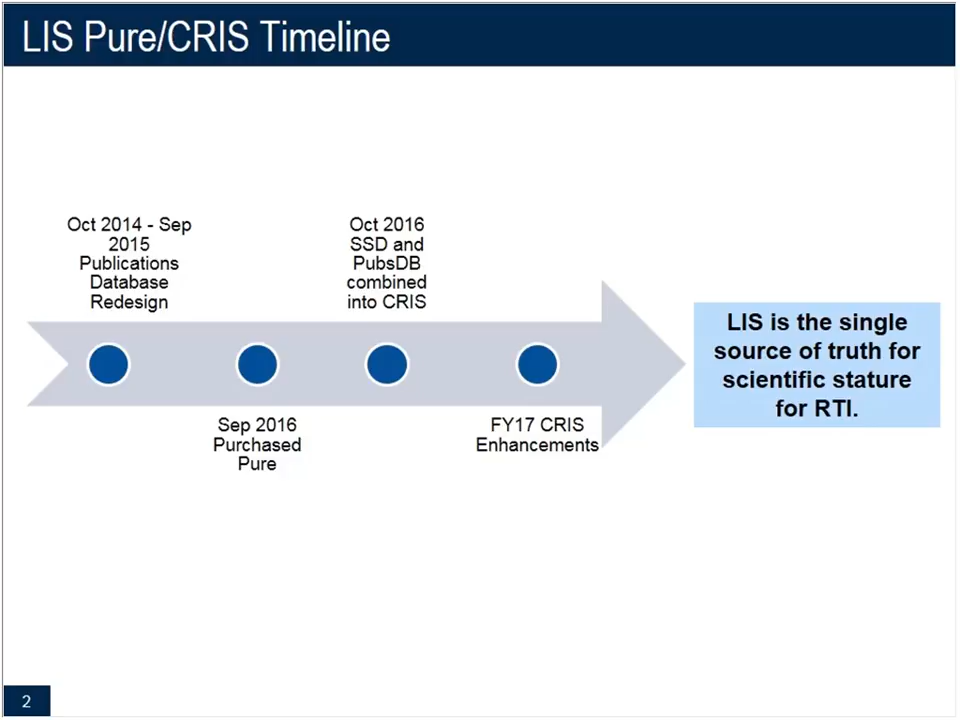 LIS Pure/CRIS Timeline
Oct 2014 - Sep
2015
Publications
Database
Redesign
Oct 2016
SSD and
PubsDB
combined
into CRIS
Sep 2016
Purchased
Pure
FY17 CRIS
Enhancements
LIS is the single
source of truth for
scientific stature
for RTI.
2